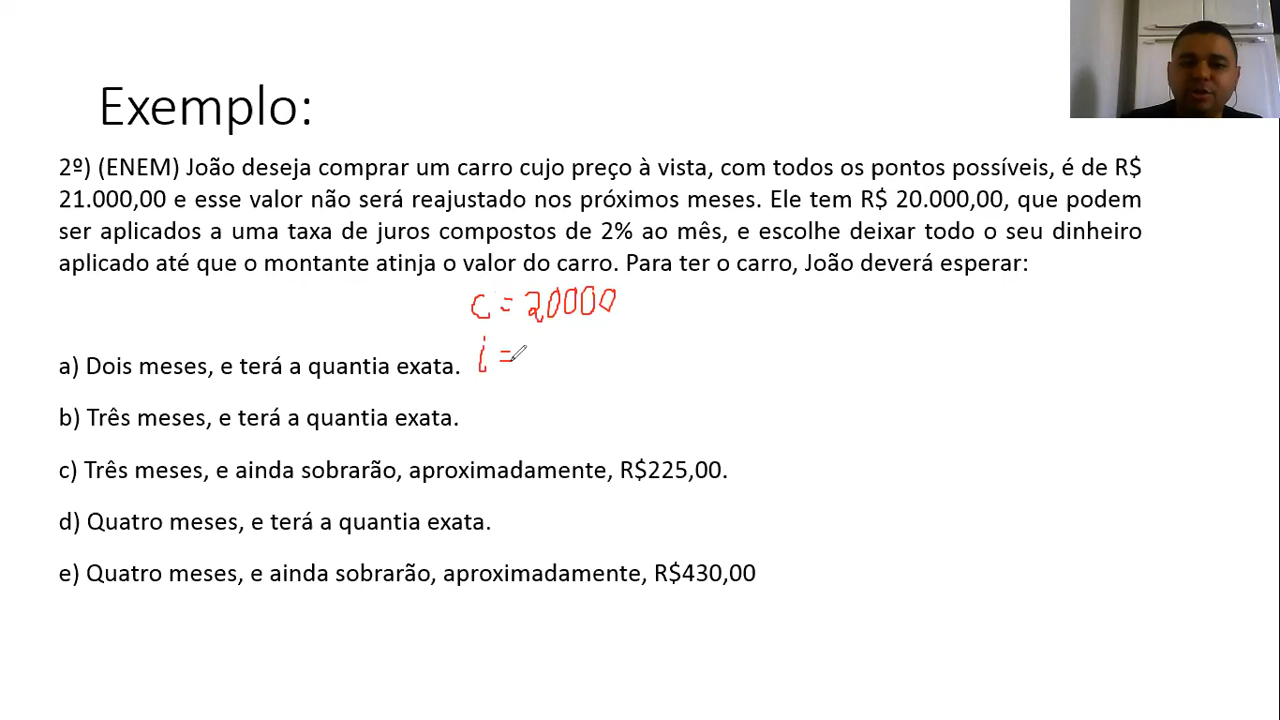 Exemplo:
2º) (ENEM) João deseja comprar um carro cujo preço à vista, com todos os pontos possíveis, é de R$
21.000,00 e esse valor não será reajustado nos próximos meses. Ele tem R$ 20.000,00, que podem
ser aplicados a uma taxa de juros compostos de 2% ao mês, e escolhe deixar todo o seu dinheiro
aplicado até que o montante atinja o valor do carro. Para ter o carro, João deverá esperar:
c = 20000
i =
a) Dois meses, e terá a quantia exata.
b) Três meses, e terá a quantia exata.
c) Três meses, e ainda sobrarão, aproximadamente, R$225,00.
d) Quatro meses, e terá a quantia exata.
e) Quatro meses, e ainda sobrarão, aproximadamente, R$430,00